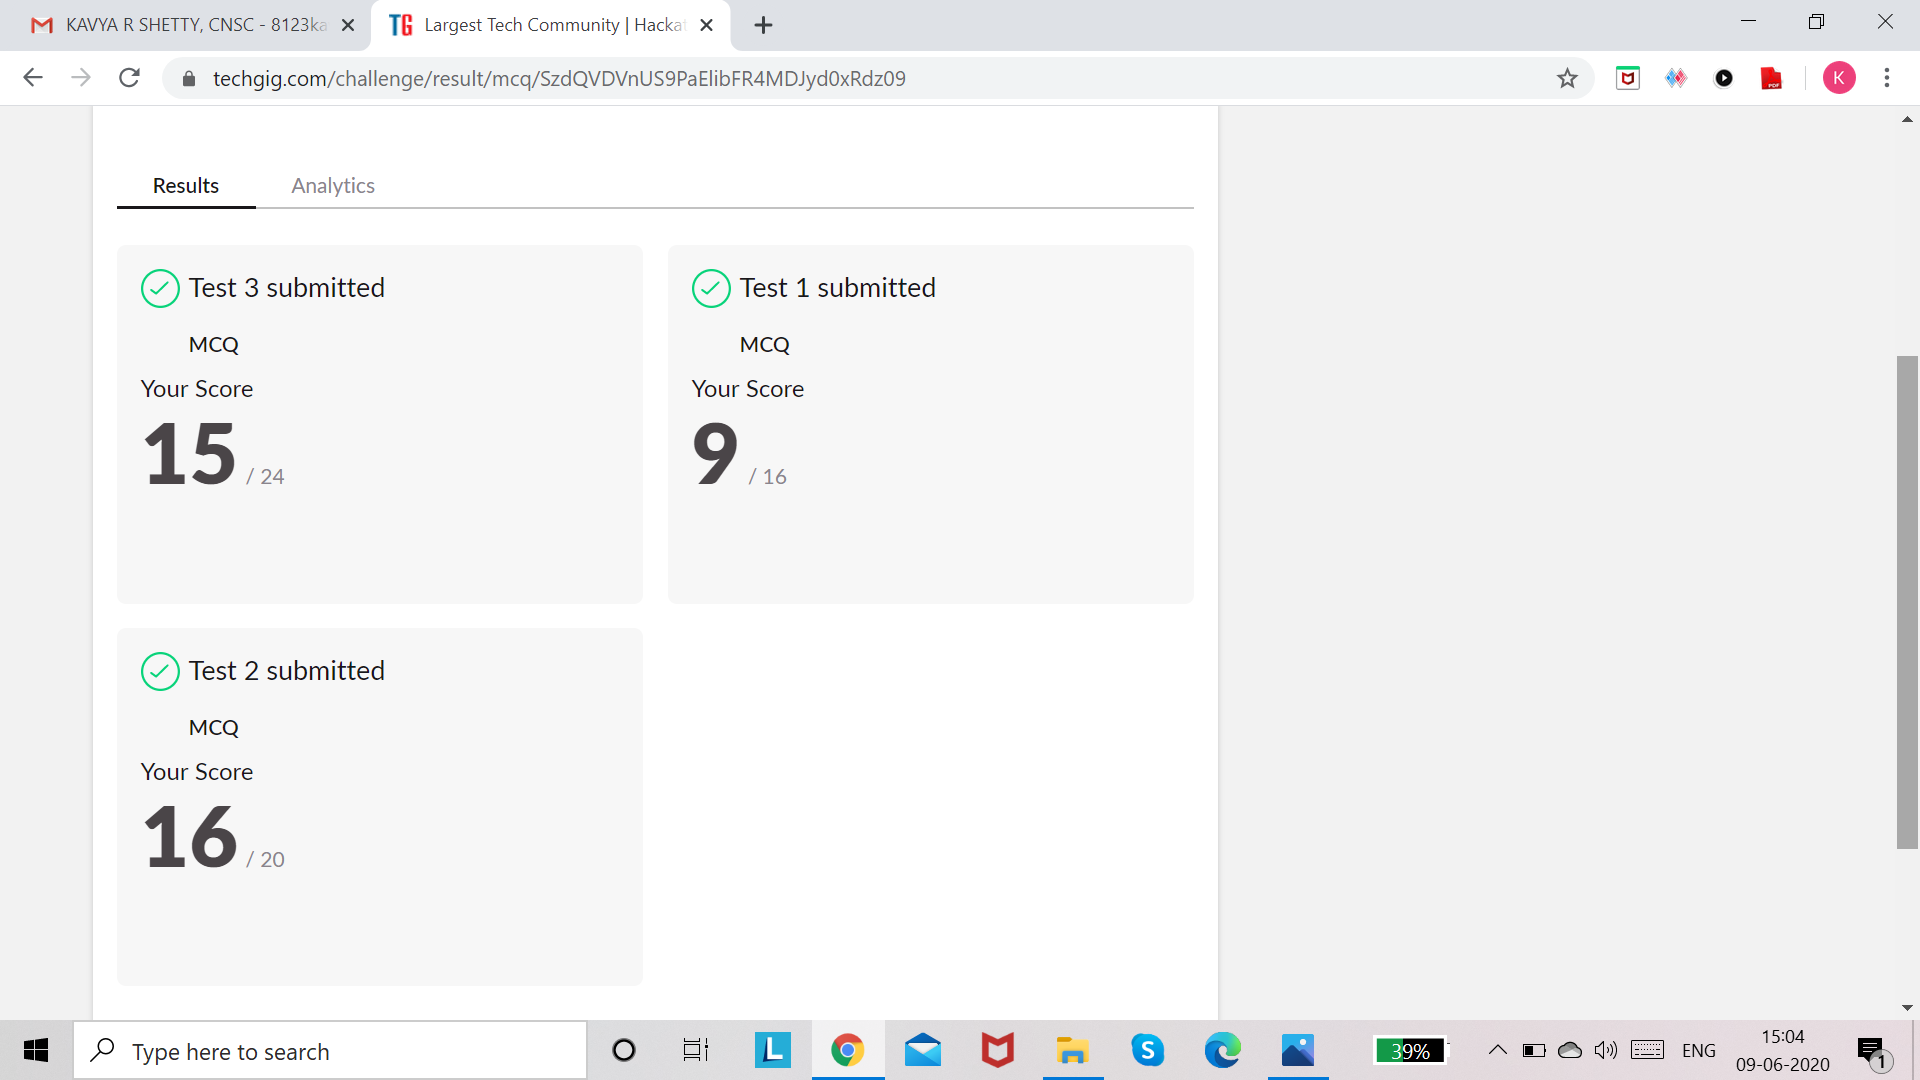 KAVYA R SHETTY, CNSC - 8123ka
TG Largest Tech Community | Hacka
techgig.com/challenge/result/mcq/SzdQVDVnUS9PaElibFR4MDJyd0xRdz09
K
Results Analytics
Test 3 submitted
MCQ
Your Score
15 / 24
Test 1 submitted
MCQ
Your Score
9 / 16
Test 2 submitted
MCQ
Your Score
16 / 20
Type here to search
L
S
39%
ENG
15:04
09-06-2020
1